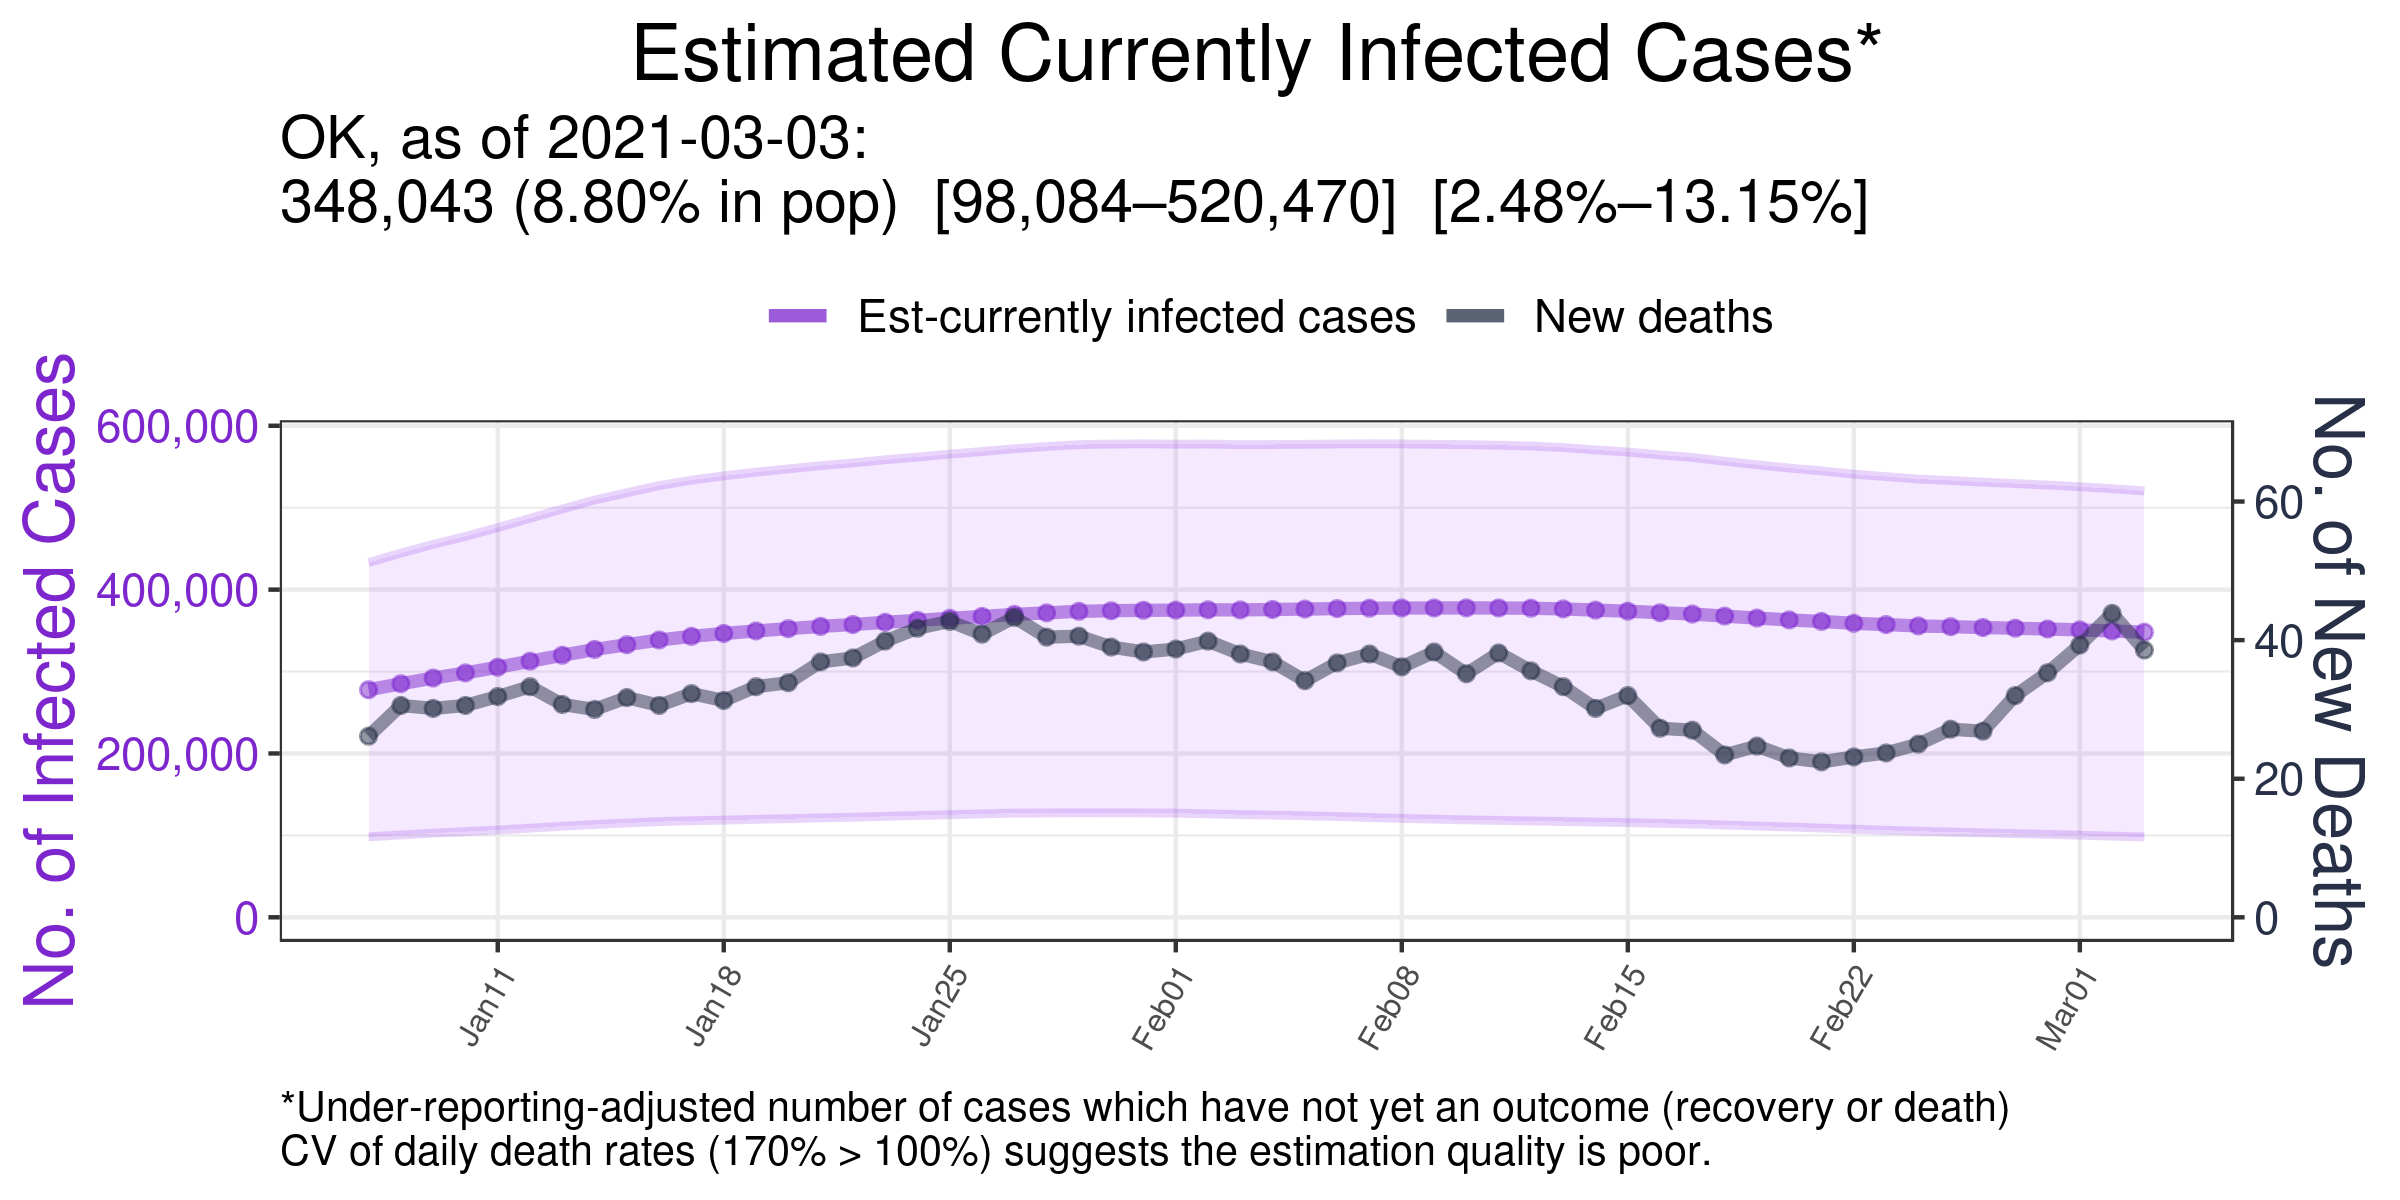 Estimated Currently Infected Cases*
OK, as of 2021-03-03:
348,043 (8.80% in pop)  [98,084–520,470]  [2.48%–13.15%]
Est-currently infected cases
New deaths
No. of Infected Cases
600,000
400,000
200,000
0
No. of New Deaths
60
40
20
0
Jan11
Jan18
Jan25
Feb01
Feb08
Feb15
Feb22
Mar01
*Under-reporting-adjusted number of cases which have not yet an outcome (recovery or death)
CV of daily death rates (170% > 100%) suggests the estimation quality is poor.